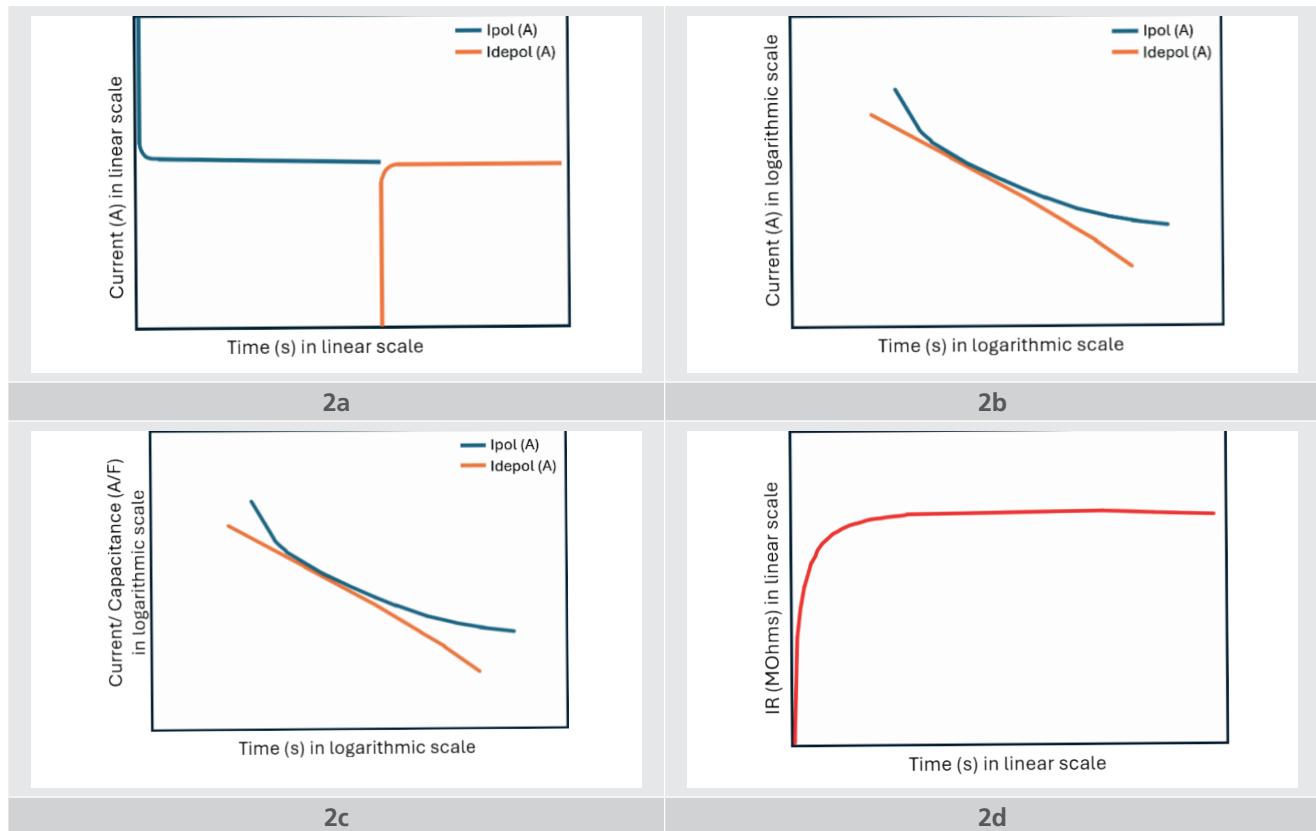 Ipol (A)
Idepol (A)
Current (A) in linear scale
Time (s) in linear scale
2a
Ipol (A)
Idepol (A)
Current (A) in logarithmic scale
Time (s) in logarithmic scale
2b
Ipol (A)
Idepol (A)
Current/ Capacitance (A/F)
in logarithmic scale
Time (s) in logarithmic scale
2c
IR (MOhms) in linear scale
Time (s) in linear scale
2d